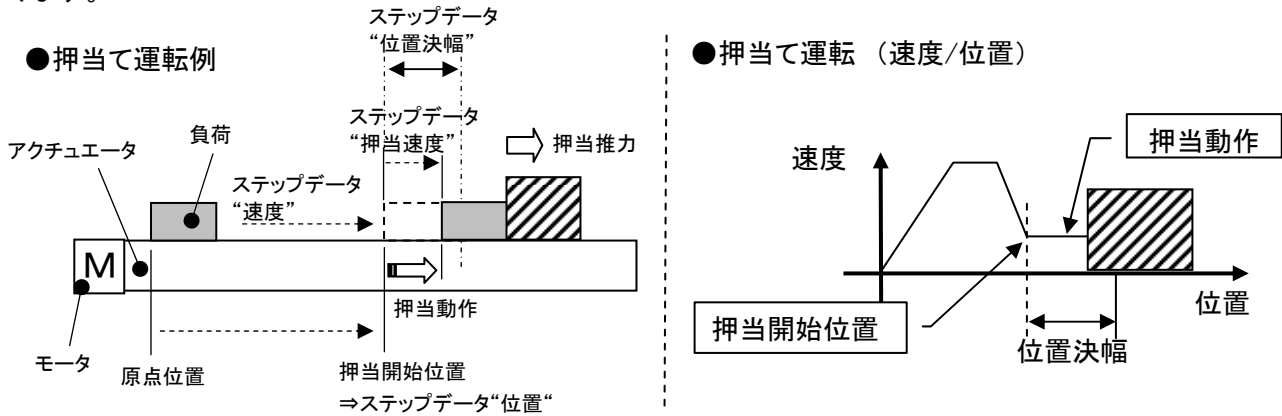 ります。
●押当て運転例
ステップデータ
“位置決幅”
ステップデータ
“押当速度”
押当推力
アクチュエータ
負荷
ステップデータ
“速度”
M
押当動作
モータ
原点位置
押当開始位置
⇒ステップデータ“位置“
●押当て運転 （速度/位置）
速度
押当動作
押当開始位置
位置
位置決幅